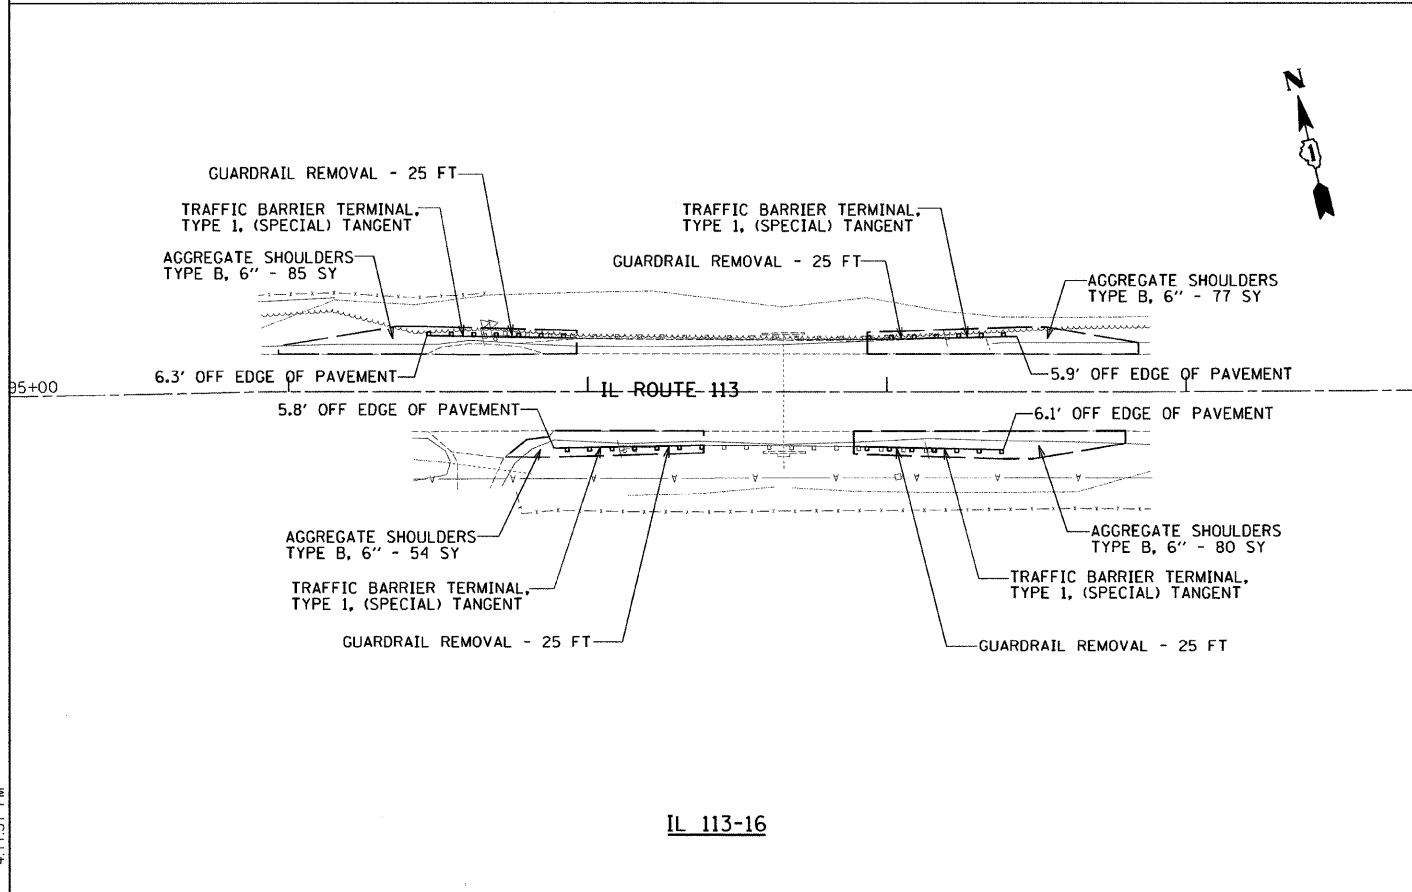 N
1
GUARDRAIL REMOVAL - 25 FT
TRAFFIC BARRIER TERMINAL,
TYPE 1, (SPECIAL) TANGENT
AGGREGATE SHOULDERS
TYPE B, 6" - 85 SY
TRAFFIC BARRIER TERMINAL,
TYPE 1, (SPECIAL) TANGENT
GUARDRAIL REMOVAL - 25 FT
AGGREGATE SHOULDERS
TYPE B, 6" - 77 SY
6.3' OFF EDGE OF PAVEMENT
5.9' OFF EDGE OF PAVEMENT
95+00
IL ROUTE 113
5.8' OFF EDGE OF PAVEMENT
6.1' OFF EDGE OF PAVEMENT
AGGREGATE SHOULDERS
TYPE B, 6" - 54 SY
TRAFFIC BARRIER TERMINAL,
TYPE 1, (SPECIAL) TANGENT
GUARDRAIL REMOVAL - 25 FT
AGGREGATE SHOULDERS
TYPE B, 6" - 80 SY
TRAFFIC BARRIER TERMINAL,
TYPE 1, (SPECIAL) TANGENT
GUARDRAIL REMOVAL - 25 FT
IL 113-16